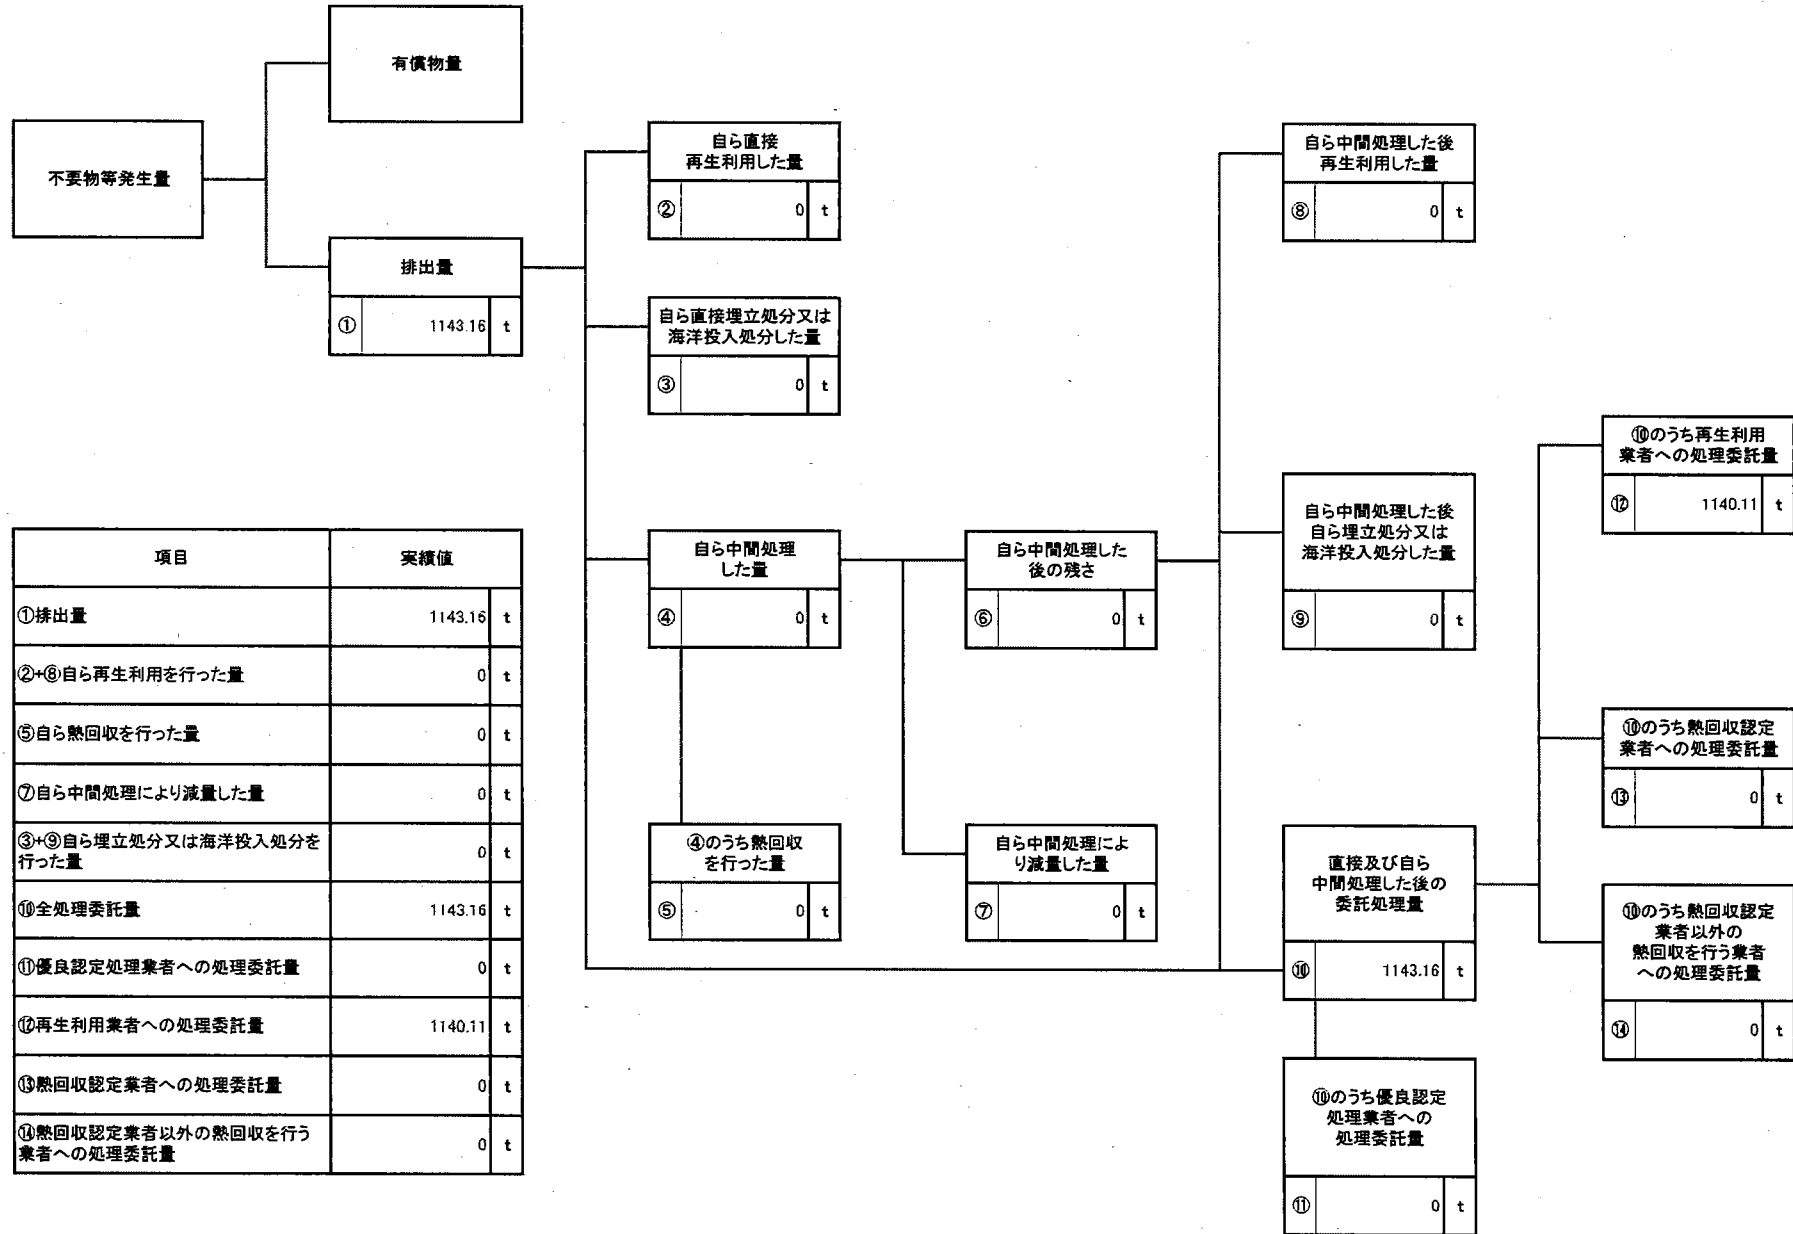 有償物量
不要物等発生量
排出量
① 1143.16 t
自ら直接
再生利用した量
② 0 t
自ら直接埋立処分又は
海洋投入処分した量
③ 0 t
自ら中間処理
した量
④ 0 t
④のうち熱回収
を行った量
⑤ 0 t
自ら中間処理した
後の残さ
⑥ 0 t
自ら中間処理によ
り減量した量
⑦ 0 t
自ら中間処理した後
再生利用した量
⑧ 0 t
自ら中間処理した後
自ら埋立処分又は
海洋投入処分した量
⑨ 0 t
直接及び自ら
中間処理した後の
委託処理量
⑩ 1143.16 t
⑩のうち優良認定
処理業者への
処理委託量
⑪ 0 t
⑩のうち再生利用
業者への処理委託量
⑫ 1140.11 t
⑩のうち熱回収認定
業者への処理委託量
⑬ 0 t
⑩のうち熱回収認定
業者以外の
熱回収を行う業者
への処理委託量
⑭ 0 t
項目 実績値
①排出量 1143.16 t
②+⑧自ら再生利用を行った量 0 t
⑤自ら熱回収を行った量 0 t
⑦自ら中間処理により減量した量 0 t
③+⑨自ら埋立処分又は海洋投入処分を
行った量 0 t
⑩全処理委託量 1143.16 t
⑪優良認定処理業者への処理委託量 0 t
⑫再生利用業者への処理委託量 1140.11 t
⑬熱回収認定業者への処理委託量 0 t
⑭熱回収認定業者以外の熱回収を行う
業者への処理委託量 0 t